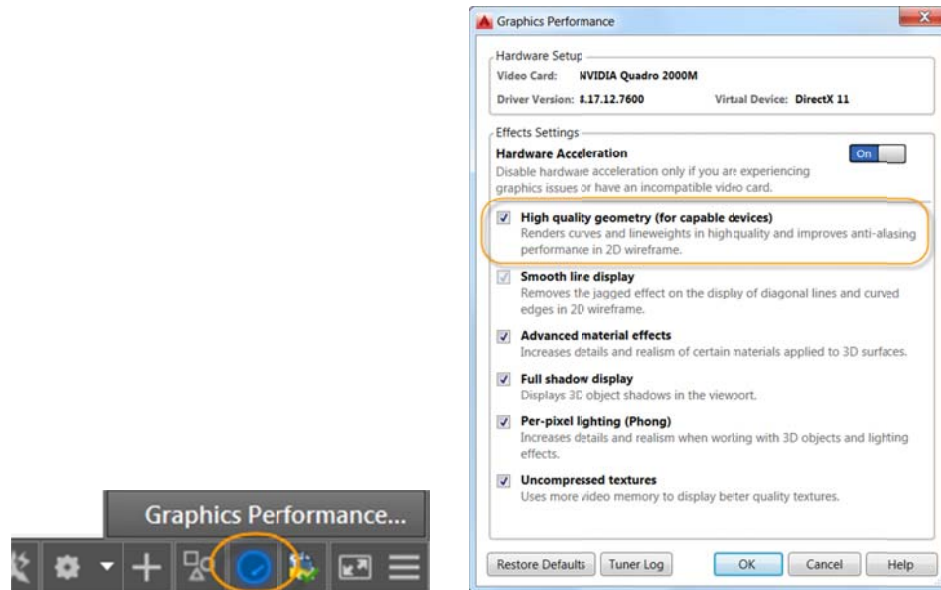 Graphics Performance...
Graphics Performance
Hardware Setup
Video Card: NVIDIA Quadro 2000M
Driver Version: 8.17.12.7600 Virtual Device: DirectX 11
Effects Settings
Hardware Acceleration
On
Disable hardware acceleration only if you are experiencing
graphics issues or have an incompatible video card.
High quality geometry (for capable devices)
Renders curves and lineweights in high quality and improves anti-aliasing
performance in 2D wireframe.
Smooth line display
Removes the jagged effect on the display of diagonal lines and curved
edges in 2D wireframe.
Advanced material effects
Increases details and realism of certain materials applied to 3D surfaces.
Full shadow display
Displays 3D object shadows in the viewport.
Per-pixel lighting (Phong)
Increases details and realism when working with 3D objects and lighting
effects.
Uncompressed textures
Uses more video memory to display better quality textures.
Restore Defaults Tuner Log OK Cancel Help